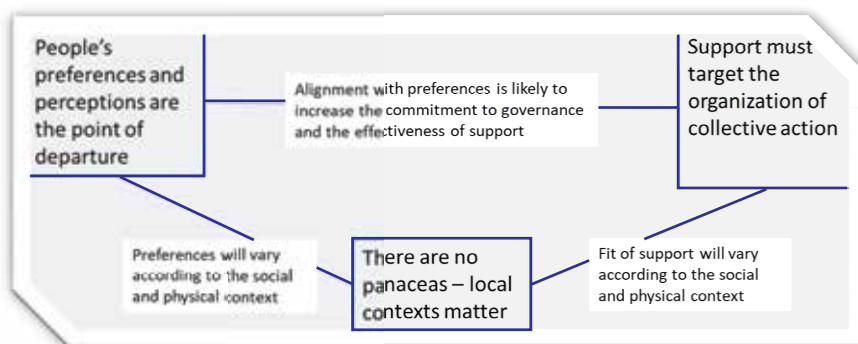 People's
preferences and
perceptions are
the point of
departure
Alignment with preferences is likely to
increase the commitment to governance
and the effectiveness of support
Support must
target the
organization of
collective action
Preferences will vary
according to the social
and physical context
There are no
panaceas – local
contexts matter
Fit of support will vary
according to the social
and physical context